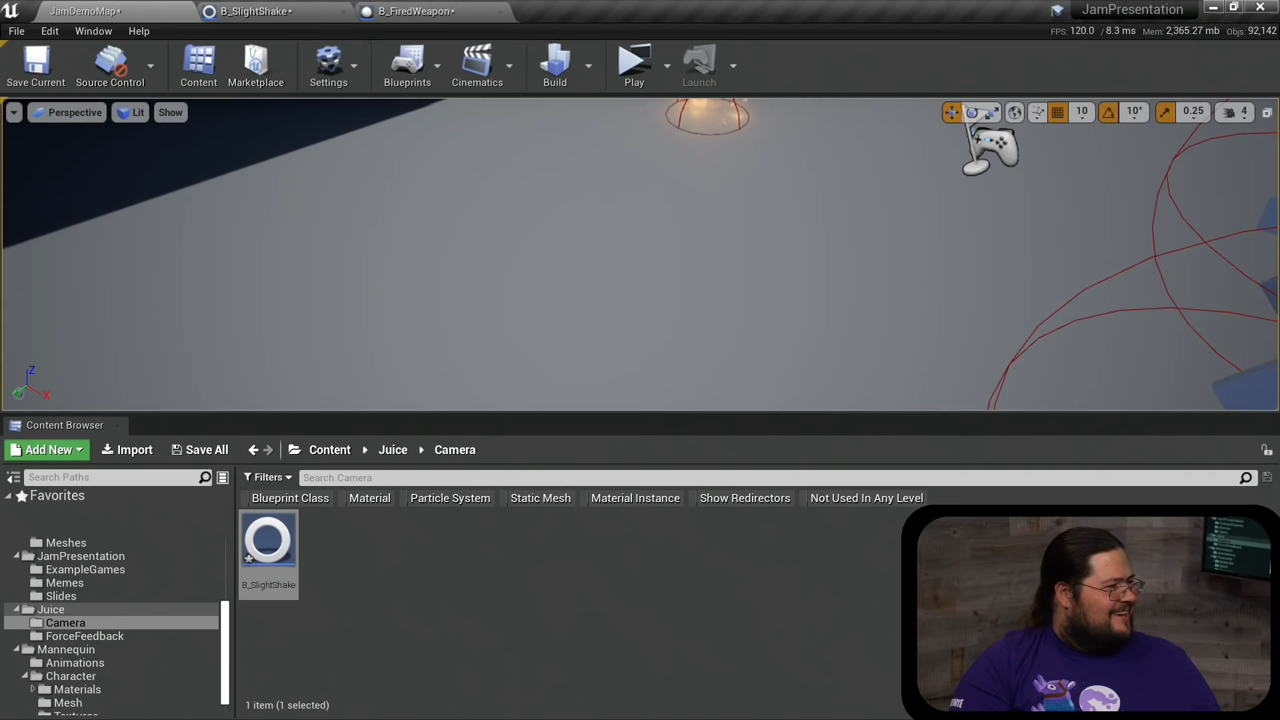 JamDemoMap*
B_SlightShake*
B_FiredWeapon*
JamPresentation
File
Edit
Window
Help
FPS: 120.0 / 8.3 ms
Mem: 2,365.27 mb
Objs: 92,142
Save Current
Source Control
Content
Marketplace
Settings
Blueprints
Cinematics
Build
Play
Launch
Perspective
Lit
Show
10
10°
0.25
4
Z
X
Content Browser
Add New
Import
Save All
Content
Juice
Camera
Search Paths
Filters
Search Camera
Favorites
Blueprint Class
Material
Particle System
Static Mesh
Material Instance
Show Redirectors
Not Used In Any Level
Meshes
JamPresentation
ExampleGames
Memes
Slides
Juice
Camera
ForceFeedback
Mannequin
Animations
Character
Materials
Mesh
Textures
B_SlightShake
1 item (1 selected)